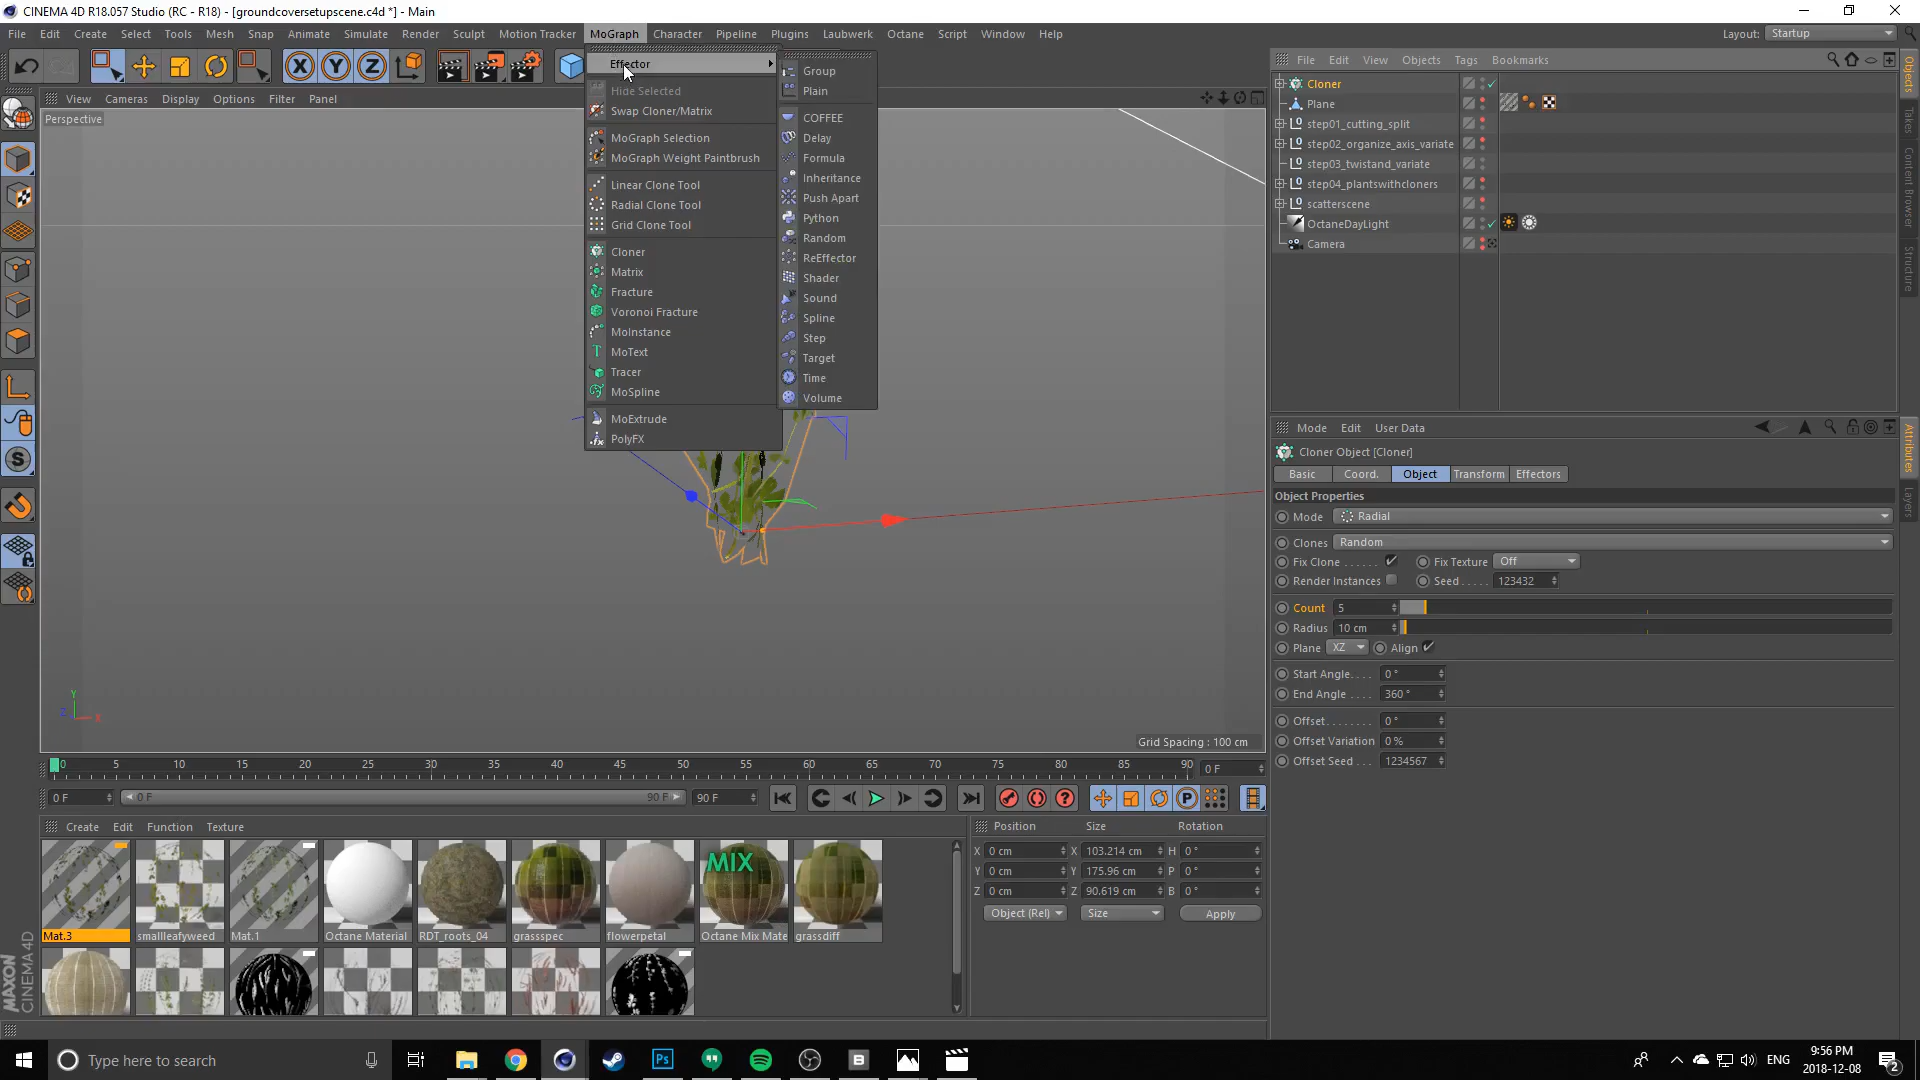 CINEMA 4D R18.057 Studio (RC - R18) - [groundcoversetupscene.c4d *] - Main
File Edit Create Select Tools Mesh Snap Animate Simulate Render Sculpt Motion Tracker MoGraph Character Pipeline Plugins Laubwerk Octane Script Window Help
Layout: Startup
View Cameras Display Options Filter Panel
Perspective
Effector
Hide Selected
Swap Cloner/Matrix
MoGraph Selection
MoGraph Weight Paintbrush
Linear Clone Tool
Radial Clone Tool
Grid Clone Tool
Cloner
Matrix
Fracture
Voronoi Fracture
MoInstance
MoText
Tracer
MoSpline
MoExtrude
PolyFX
Group
Plain
COFFEE
Delay
Formula
Inheritance
Push Apart
Python
Random
ReEffector
Shader
Sound
Spline
Step
Target
Time
Volume
Grid Spacing : 100 cm
Y
Z X
File Edit View Objects Tags Bookmarks
Cloner
Plane
step01_cutting_split
step02_organize_axis_variate
step03_twistand_variate
step04_plantswithcloners
scatterscene
OctaneDayLight
Camera
Objects
Takes
Content Browser
Structure
Mode Edit User Data
Cloner Object [Cloner]
Basic Coord. Object Transform Effectors
Object Properties
Mode Radial
Clones Random
Fix Clone ...... Fix Texture Off
Render Instances Seed ..... 123432
Count 5
Radius 10 cm
Plane XZ Align
Start Angle.... 0 °
End Angle .... 360 °
Offset........ 0 °
Offset Variation 0 %
Offset Seed .... 1234567
Attributes
Layers
0 5 10 15 20 25 30 35 40 45 50 55 60 65 70 75 80 85 90 0 F
0 F 0 F 90 F 90 F
Create Edit Function Texture
Mat.3 smallleafyweed Mat.1 Octane Material RDT_roots_04 grassspec flowerpetal Octane Mix Mate grassdiff
MIX
Position Size Rotation
X 0 cm X 103.214 cm H 0 °
Y 0 cm Y 175.96 cm P 0 °
Z 0 cm Z 90.619 cm B 0 °
Object (Rel) Size Apply
MAXON
CINEMA 4D
Type here to search
ENG
9:56 PM
2018-12-08
2